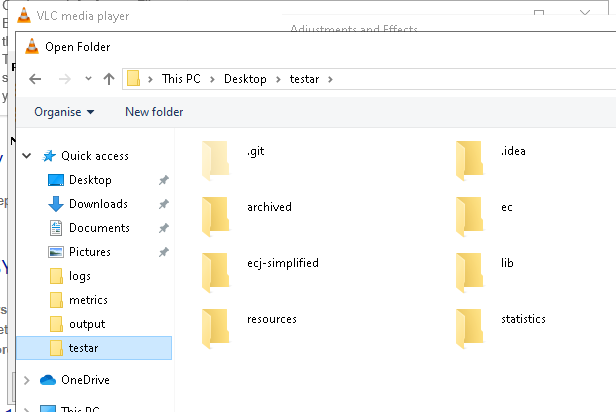 VLC media player
Adjustments and Effects
Open Folder
This PC > Desktop > testar >
Organise New folder
.git .idea
Quick access
Desktop
Downloads
archived ec
Documents
Pictures
ecj-simplified lib
logs
metrics
output
resources statistics
testar
OneDrive
This PC